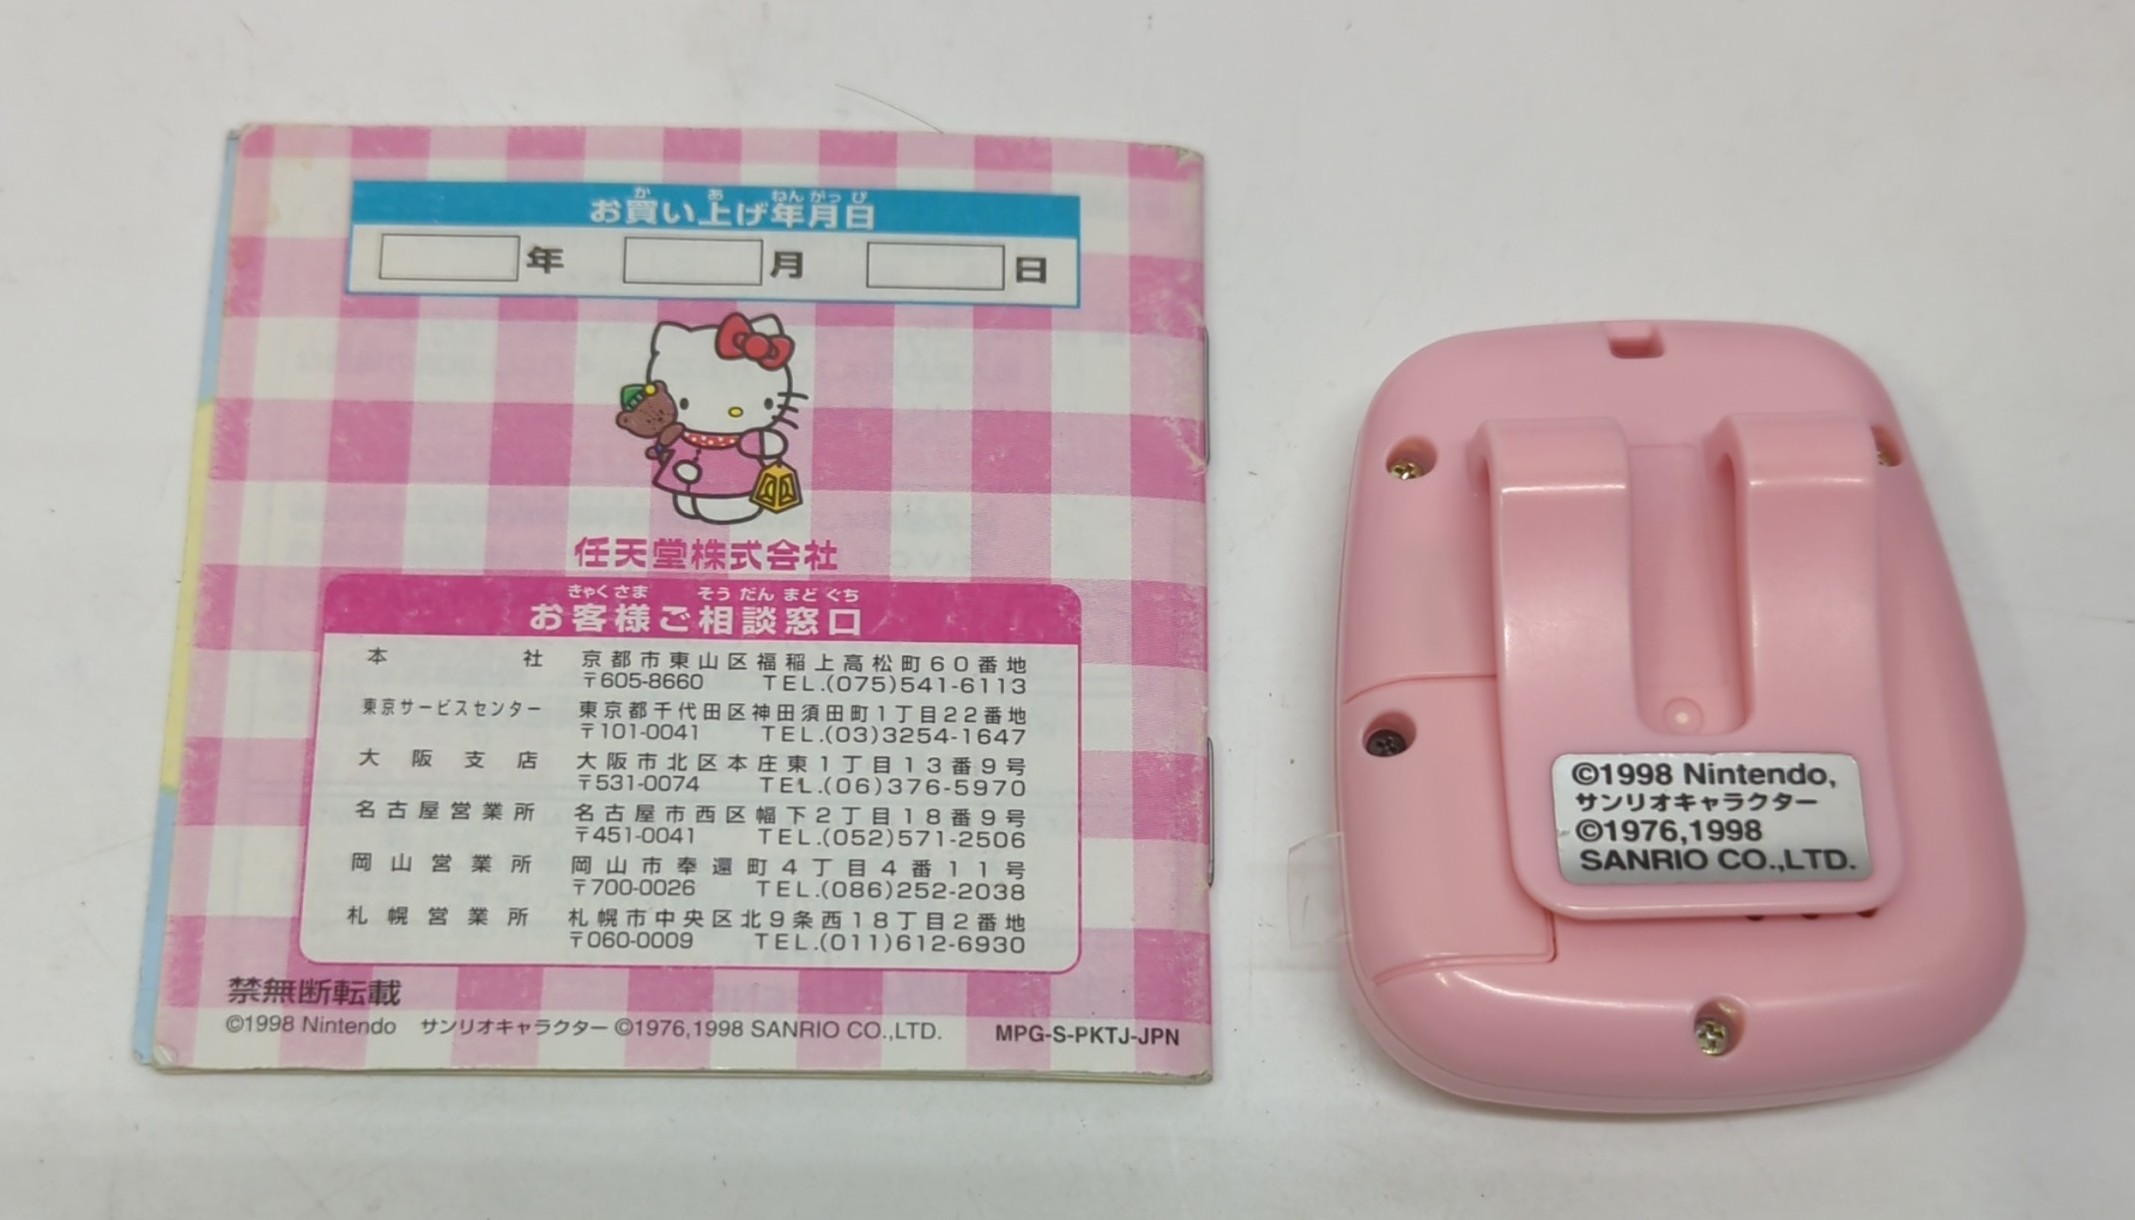 かあねんがっぴ
お買い上げ年月日
年 月 日
任天堂株式会社
きゃくさま そうだんまどぐち
お客様ご相談窓口
本社 京都市東山区福稲上高松町60番地
〒605-8660 TEL.(075)541-6113
東京サービスセンター 東京都千代田区神田須田町1丁目22番地
〒101-0041 TEL.(03)3254-1647
大阪支店 大阪市北区本庄東1丁目13番9号
〒531-0074 TEL.(06)376-5970
名古屋営業所 名古屋市西区幅下2丁目18番9号
〒451-0041 TEL.(052)571-2506
岡山営業所 岡山市奉還町4丁目4番11号
〒700-0026 TEL.(086)252-2038
札幌営業所 札幌市中央区北9条西18丁目2番地
〒060-0009 TEL.(011)612-6930
禁無断転載
©1998 Nintendo サンリオキャラクター ©1976,1998 SANRIO CO.,LTD. MPG-S-PKTJ-JPN
©1998 Nintendo,
サンリオキャラクター
©1976,1998
SANRIO CO.,LTD.